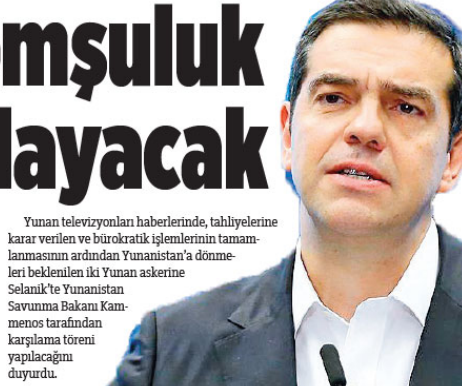 mşuluk
layacak
Yunan televizyonları haberlerinde, tahliyelerine
karar verilen ve bürokratik işlemlerinin tamam-
lanmasının ardından Yunanistan'a dönme-
leri beklenilen iki Yunan askerine
Selanik'te Yunanistan
Savunma Bakanı Kam-
menos tarafından
karşılama töreni
yapılacağını
duyurdu.